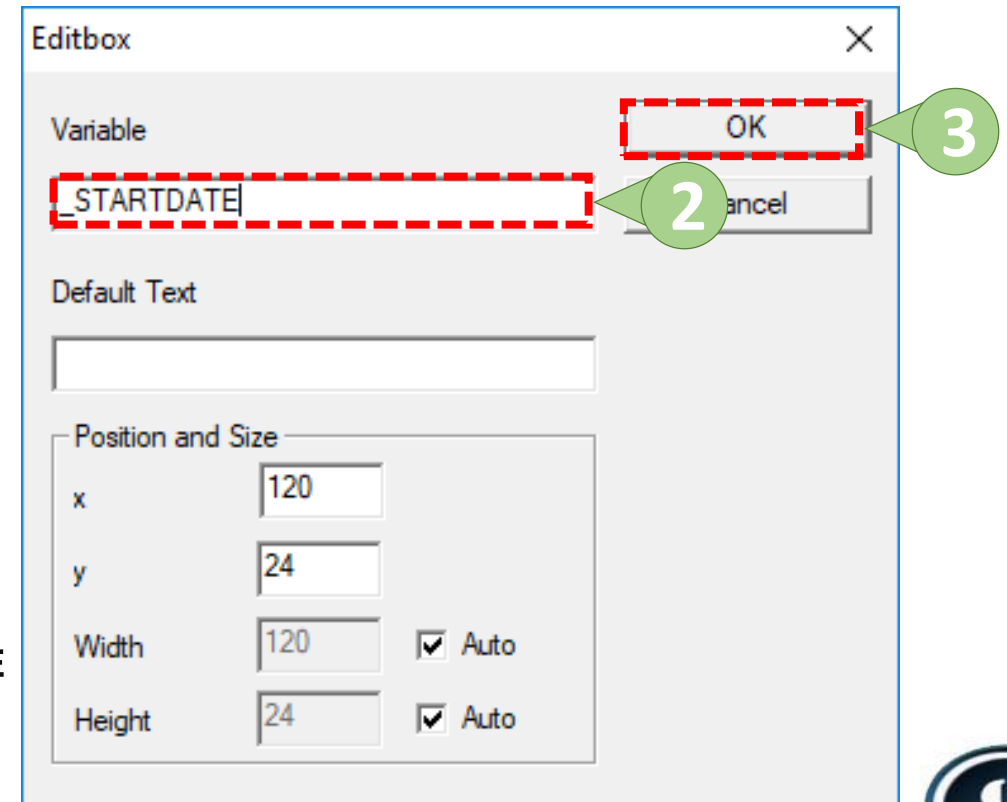 Editbox
Variable
OK
3
_STARTDATE
2
ancel
Default Text
Position and Size
x
120
y
24
Width
120
Auto
E
Height
24
Auto